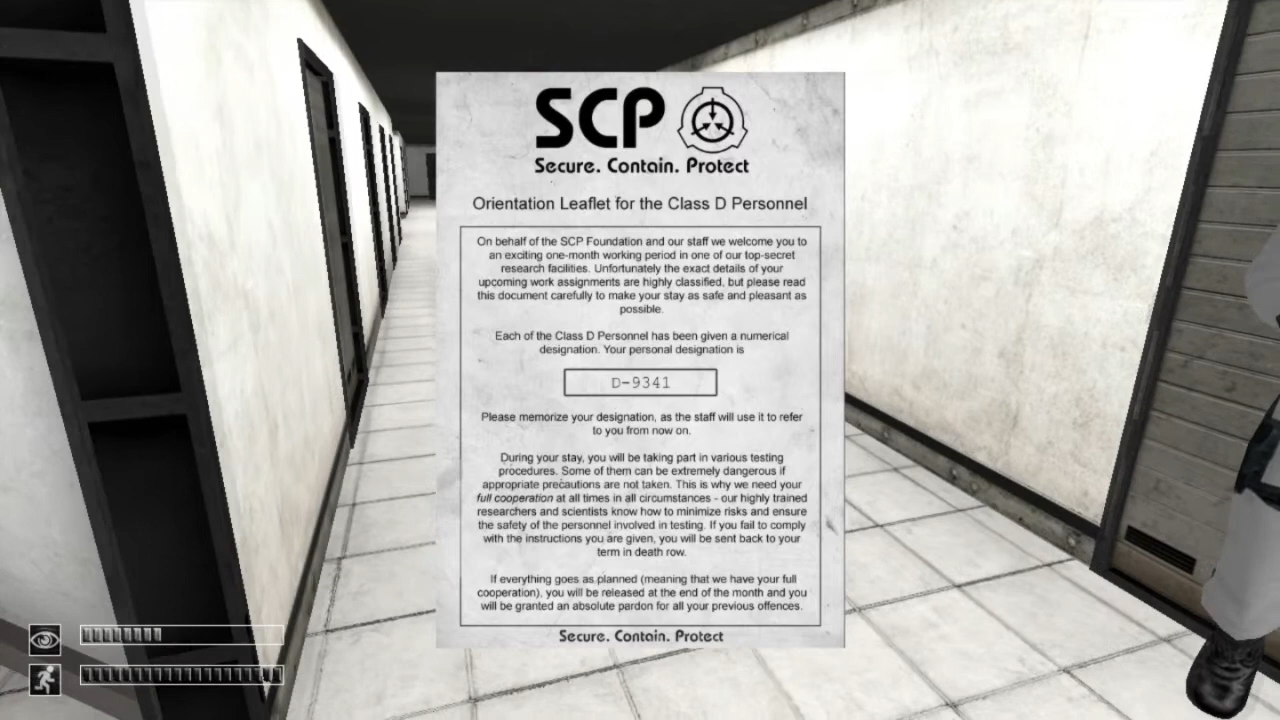 SCP
Secure. Contain. Protect
Orientation Leaflet for the Class D Personnel
On behalf of the SCP Foundation and our staff we welcome you to
an exciting one-month working period in one of our top-secret
research facilities. Unfortunately the exact details of your
upcoming work assignments are highly classified, but please read
this document carefully to make your stay as safe and pleasant as
possible.
Each of the Class D Personnel has been given a numerical
designation. Your personal designation is
D-9341
Please memorize your designation, as the staff will use it to refer
to you from now on.
During your stay, you will be taking part in various testing
procedures. Some of them can be extremely dangerous if
appropriate precautions are not taken. This is why we need your
full cooperation at all times in all circumstances - our highly trained
researchers and scientists know how to minimize risks and ensure
the safety of the personnel involved in testing. If you fail to comply
with the instructions you are given, you will be sent back to your
term in death row.
If everything goes as planned (meaning that we have your full
cooperation), you will be released at the end of the month and you
will be granted an absolute pardon for all your previous offences.
Secure. Contain. Protect